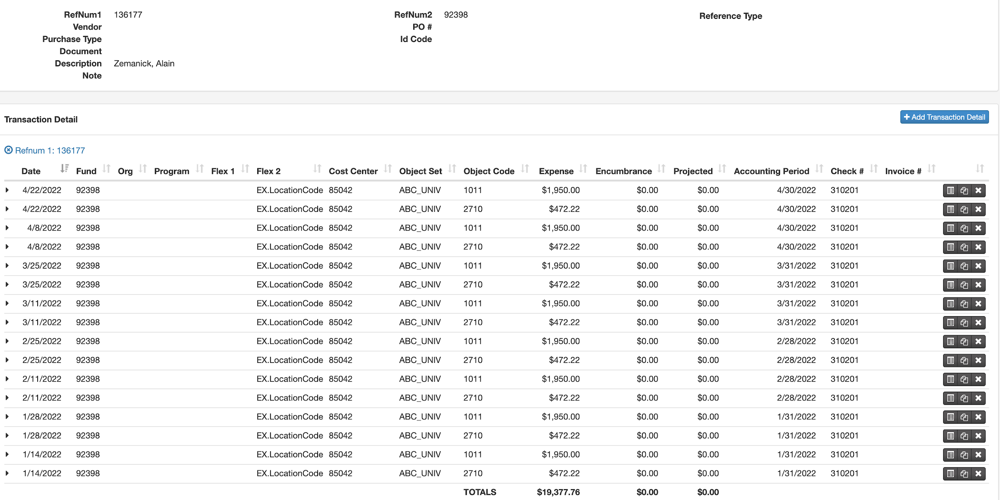 RefNum1 136177 RefNum2 92398 Reference Type
Vendor PO #
Purchase Type Id Code
Document
Description Zemanick, Alain
Note
Transaction Detail + Add Transaction Detail
Refnum 1: 136177
Date Fund Org Program Flex 1 Flex 2 Cost Center Object Set Object Code Expense Encumbrance Projected Accounting Period Check # Invoice #
4/22/2022 92398 EX.LocationCode 85042 ABC_UNIV 1011 $1,950.00 $0.00 $0.00 4/30/2022 310201
4/22/2022 92398 EX.LocationCode 85042 ABC_UNIV 2710 $472.22 $0.00 $0.00 4/30/2022 310201
4/8/2022 92398 EX.LocationCode 85042 ABC_UNIV 1011 $1,950.00 $0.00 $0.00 4/30/2022 310201
4/8/2022 92398 EX.LocationCode 85042 ABC_UNIV 2710 $472.22 $0.00 $0.00 4/30/2022 310201
3/25/2022 92398 EX.LocationCode 85042 ABC_UNIV 1011 $1,950.00 $0.00 $0.00 3/31/2022 310201
3/25/2022 92398 EX.LocationCode 85042 ABC_UNIV 2710 $472.22 $0.00 $0.00 3/31/2022 310201
3/11/2022 92398 EX.LocationCode 85042 ABC_UNIV 1011 $1,950.00 $0.00 $0.00 3/31/2022 310201
3/11/2022 92398 EX.LocationCode 85042 ABC_UNIV 2710 $472.22 $0.00 $0.00 3/31/2022 310201
2/25/2022 92398 EX.LocationCode 85042 ABC_UNIV 1011 $1,950.00 $0.00 $0.00 2/28/2022 310201
2/25/2022 92398 EX.LocationCode 85042 ABC_UNIV 2710 $472.22 $0.00 $0.00 2/28/2022 310201
2/11/2022 92398 EX.LocationCode 85042 ABC_UNIV 1011 $1,950.00 $0.00 $0.00 2/28/2022 310201
2/11/2022 92398 EX.LocationCode 85042 ABC_UNIV 2710 $472.22 $0.00 $0.00 2/28/2022 310201
1/28/2022 92398 EX.LocationCode 85042 ABC_UNIV 1011 $1,950.00 $0.00 $0.00 1/31/2022 310201
1/28/2022 92398 EX.LocationCode 85042 ABC_UNIV 2710 $472.22 $0.00 $0.00 1/31/2022 310201
1/14/2022 92398 EX.LocationCode 85042 ABC_UNIV 1011 $1,950.00 $0.00 $0.00 1/31/2022 310201
1/14/2022 92398 EX.LocationCode 85042 ABC_UNIV 2710 $472.22 $0.00 $0.00 1/31/2022 310201
TOTALS $19,377.76 $0.00 $0.00